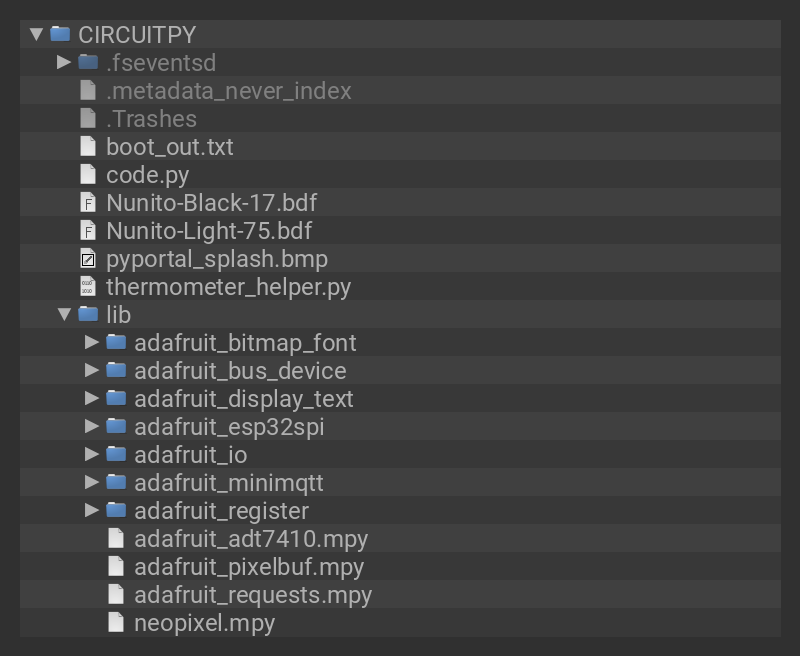 CIRCUITPY
.fseventsd
.metadata_never_index
.Trashes
boot_out.txt
code.py
Nunito-Black-17.bdf
Nunito-Light-75.bdf
pyportal_splash.bmp
thermometer_helper.py
lib
adafruit_bitmap_font
adafruit_bus_device
adafruit_display_text
adafruit_esp32spi
adafruit_io
adafruit_minimqtt
adafruit_register
adafruit_adt7410.mpy
adafruit_pixelbuf.mpy
adafruit_requests.mpy
neopixel.mpy